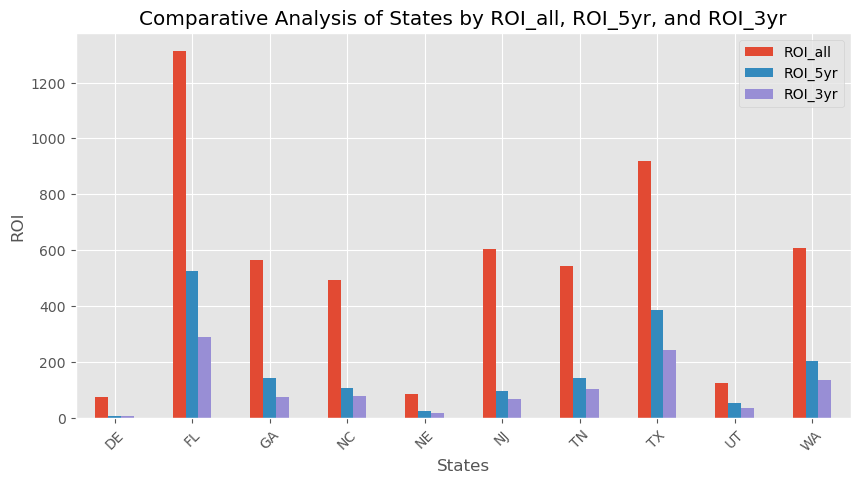 Comparative Analysis of States by ROI_all, ROI_5yr, and ROI_3yr
ROI_all
ROI_5yr
ROI_3yr
ROI
1200
1000
800
600
400
200
0
DE
FL
GA
NC
NE
NJ
TN
TX
UT
WA
States